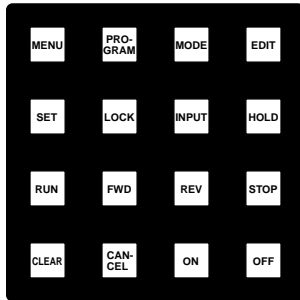 MENU PRO-
GRAM MODE EDIT
SET LOCK INPUT HOLD
RUN FWD REV STOP
CLEAR CAN-
CEL ON OFF